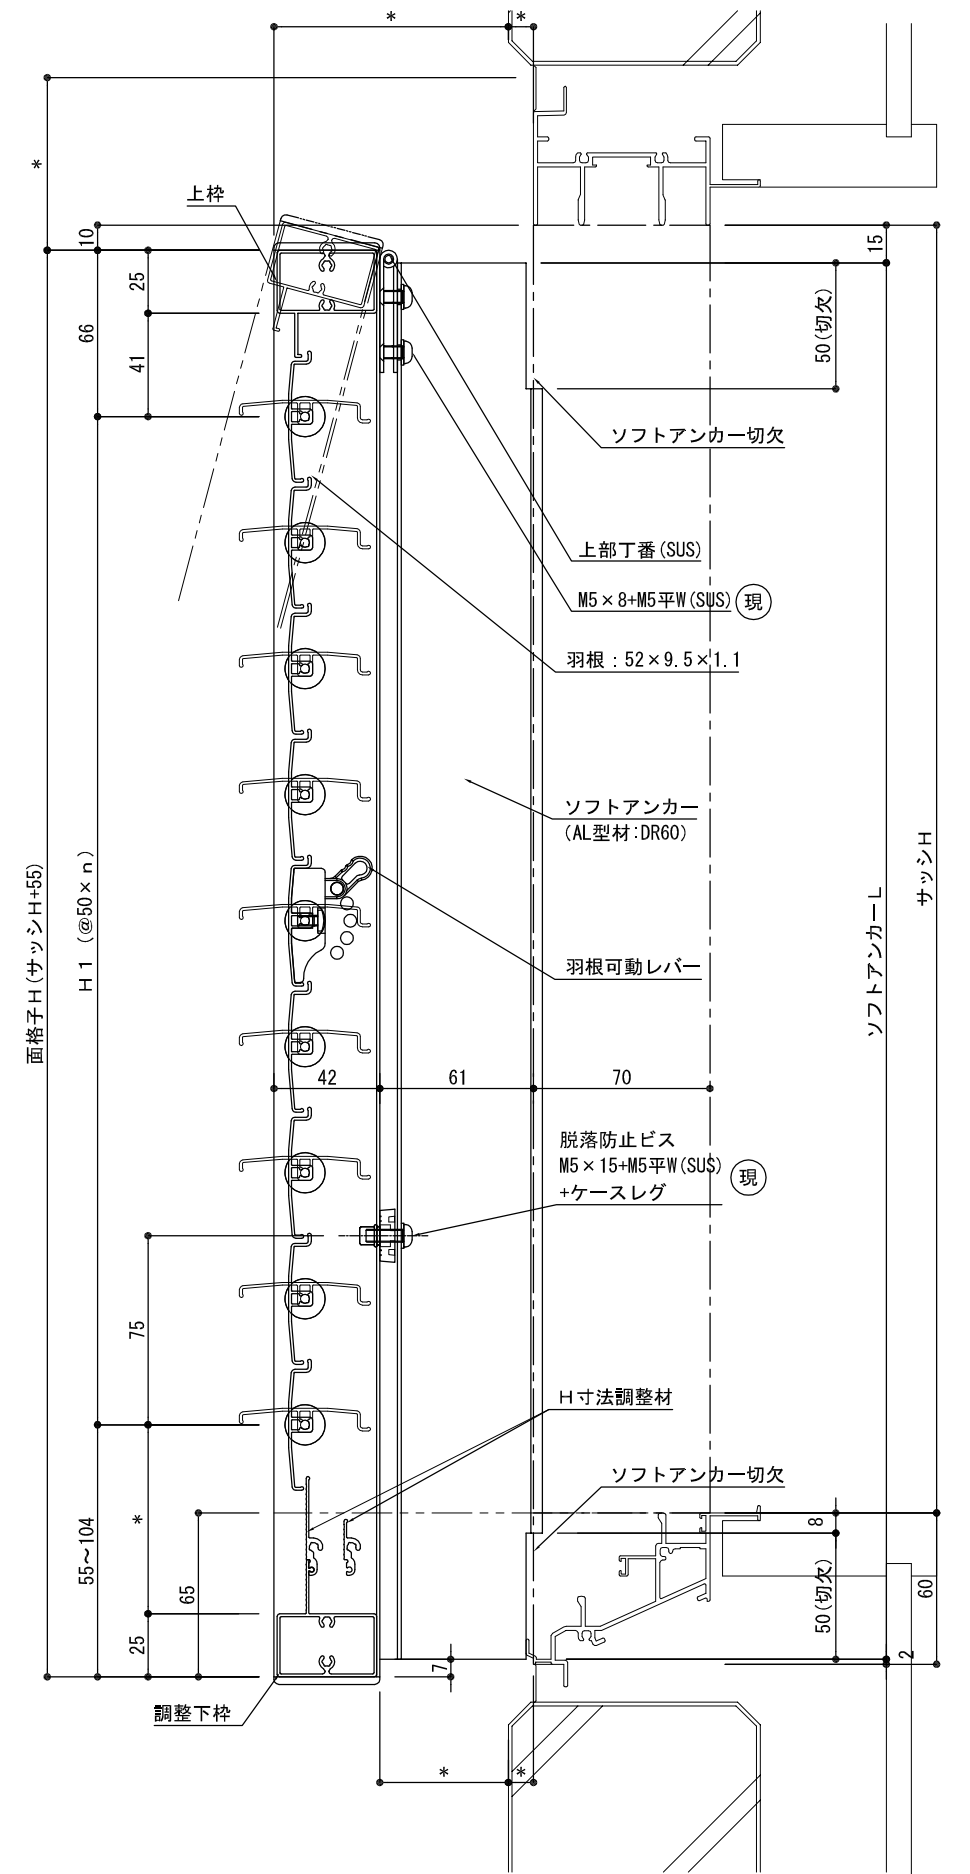 *
*
*
上枠
10
15
25
50(切欠)
66
41
ソフトアンカー切欠
上部丁番(SUS)
M5×8+M5平W(SUS) 現
羽根:52×9.5×1.1
ソフトアンカー
(AL型材:DR60)
サッシH
面格子H(サッシH+55)
H1 (@50×n)
ソフトアンカーL
羽根可動レバー
42
61
70
脱落防止ビス
M5×15+M5平W(SUS) 現
+ケースレグ
75
H寸法調整材
ソフトアンカー切欠
*
8
55～104
65
50(切欠)
60
25
7
2
調整下枠
*
*